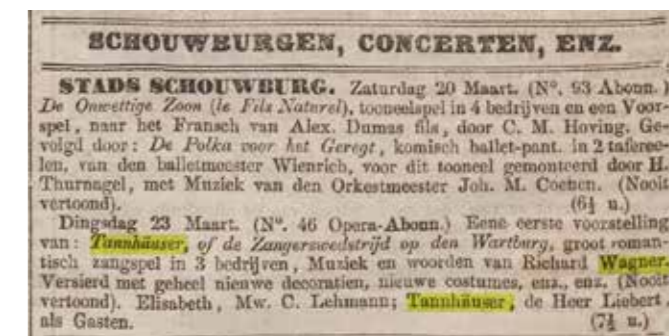 SCHOUWBURGEN, CONCERTEN, ENZ.
STADS SCHOUWBURG. Zaturdag 20 Maart. (N°. 93 Abonn.)
De Onwettige Zoon (le Fils Naturel), tooneelspel in 4 bedrijven en een Voor-
spel, naar het Fransch van Alex. Dumas fils, door C. M. Hoving. Ge-
volgd door: De Polka voor het Geregt, komisch ballet-pant. in 2 tafaree-
len, van den balletmeester Wienrich, voor dit tooneel gemonteerd door H.
Thurnagel, met Muziek van den Orkestmeester Joh. M. Coenen. (Nooit
vertoond). (6½ u.)
Dingsdag 23 Maart. (N°. 46 Opera-Abonn.) Eene eerste voorstelling
van: Tannhäuser, of de Zangerswedstrijd op den Wartburg, groot roman-
tisch zangspel in 3 bedrijven, Muziek en woorden van Richard Wagner.
Versierd met geheel nieuwe decoratien, nieuwe costumes, enz., enz. (Nooit
vertoond). Elisabeth, Mw. C. Lehmann; Tannhäuser, de Heer Liebert,
als Gasten. (7½ u.)